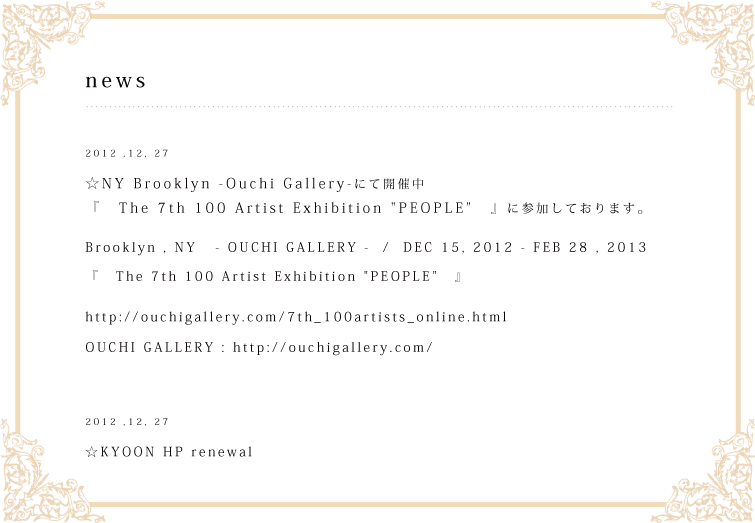 news
2012 ,12, 27
☆NY Brooklyn -Ouchi Gallery-にて開催中
『　The 7th 100 Artist Exhibition "PEOPLE"　』に参加しております。
Brooklyn , NY　- OUCHI GALLERY -　/　DEC 15, 2012 - FEB 28 , 2013
『　The 7th 100 Artist Exhibition "PEOPLE"　』
http://ouchigallery.com/7th_100artists_online.html
OUCHI GALLERY : http://ouchigallery.com/
2012 ,12, 27
☆KYOON HP renewal